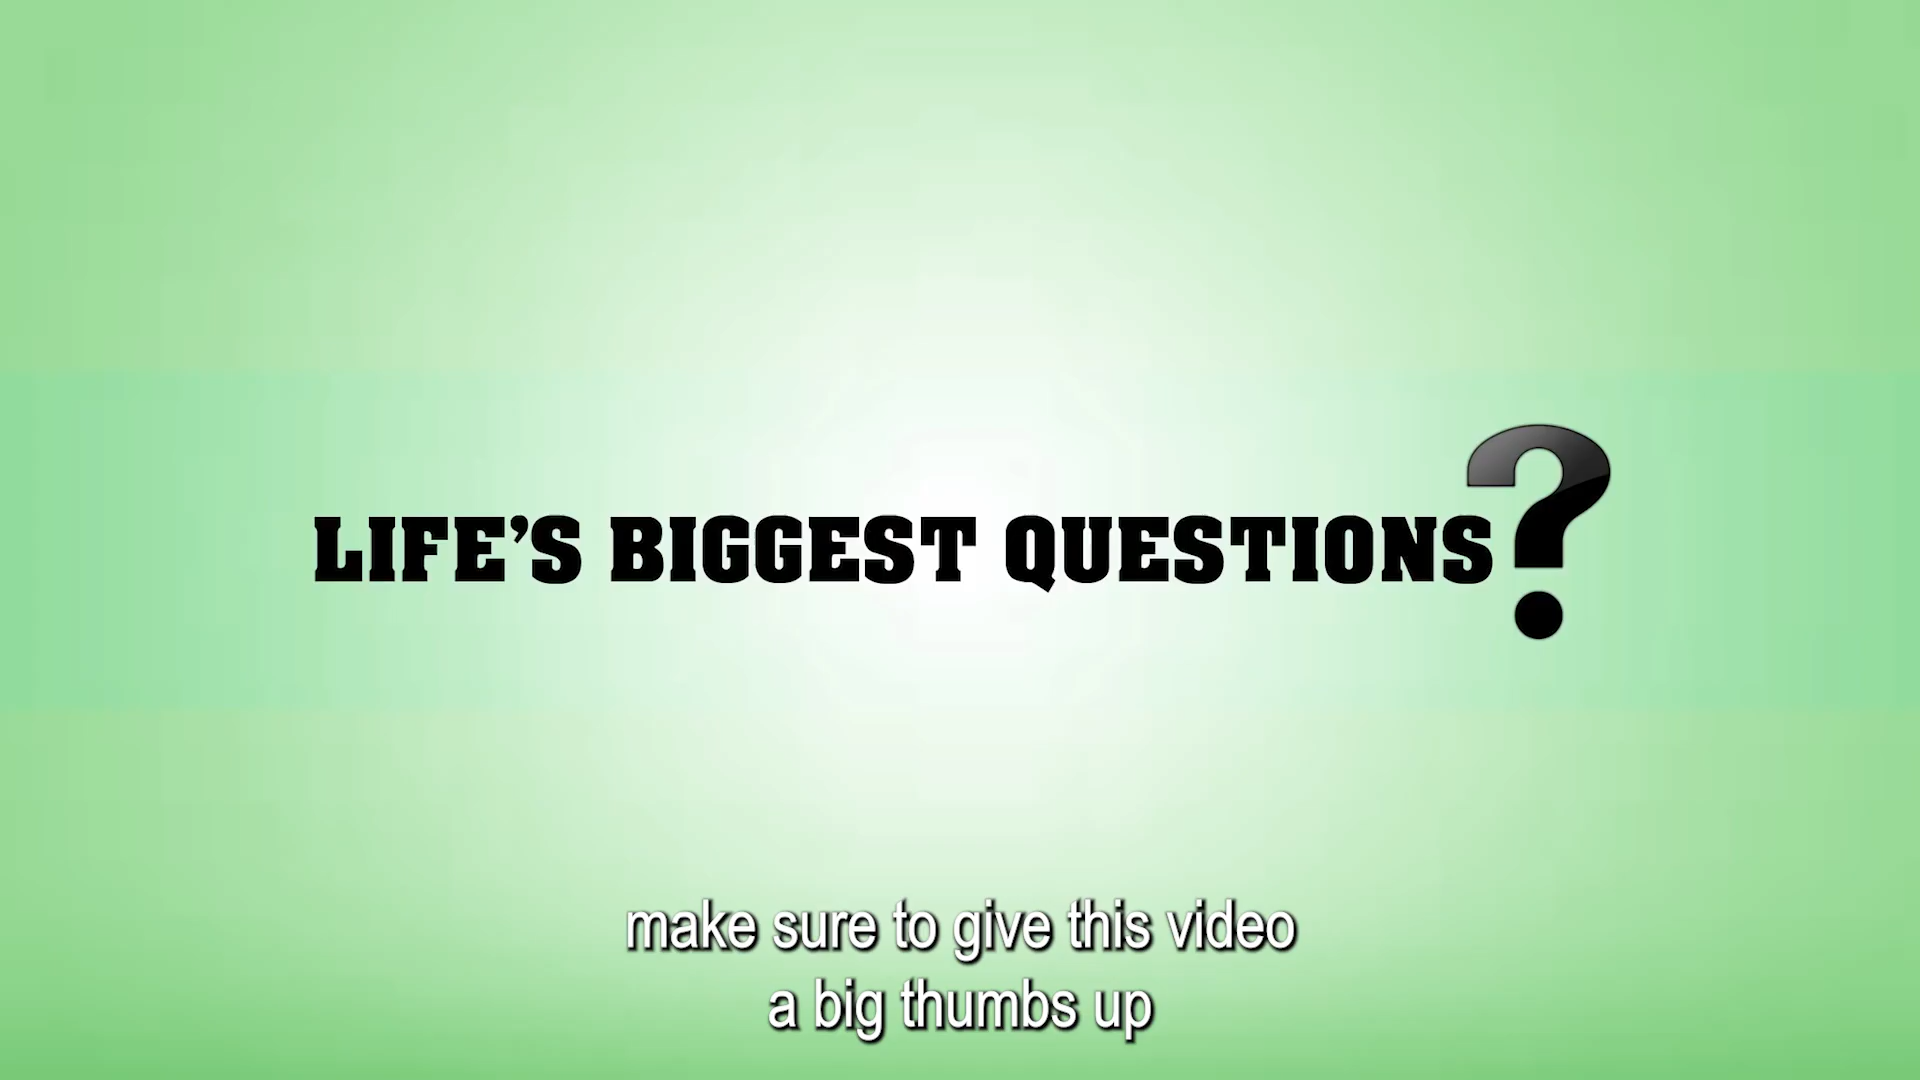 LIFE'S BIGGEST QUESTIONS?
make sure to give this video
a big thumbs up